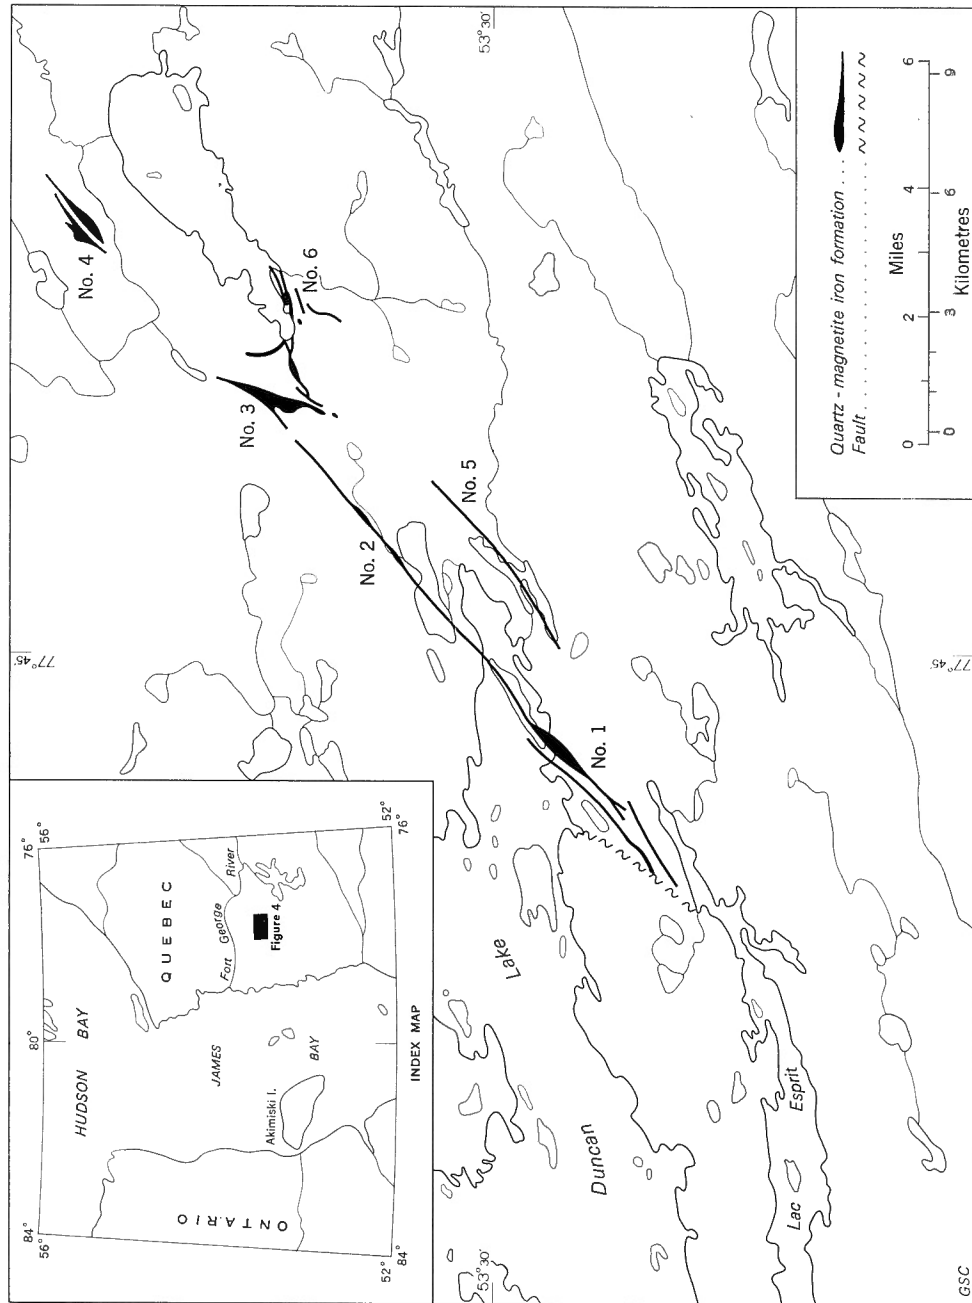 HUDSON BAY
JAMES
BAY
QUEBEC
ONTARIO
Akimiski I.
Fort George River
Figure 4
84°
80°
76°
56°
56°
52°
52°
84°
76°
INDEX MAP
77°45'
53°30'
No. 4
No. 6
No. 3
No. 2
No. 5
No. 1
Duncan Lake
Lac Esprit
53°30'
77°45'
GSC
Quartz - magnetite iron formation . . .
Fault . . . . . . . . . . . . . . . . .
0 2 4 6
Miles
0 3 6 9
Kilometres